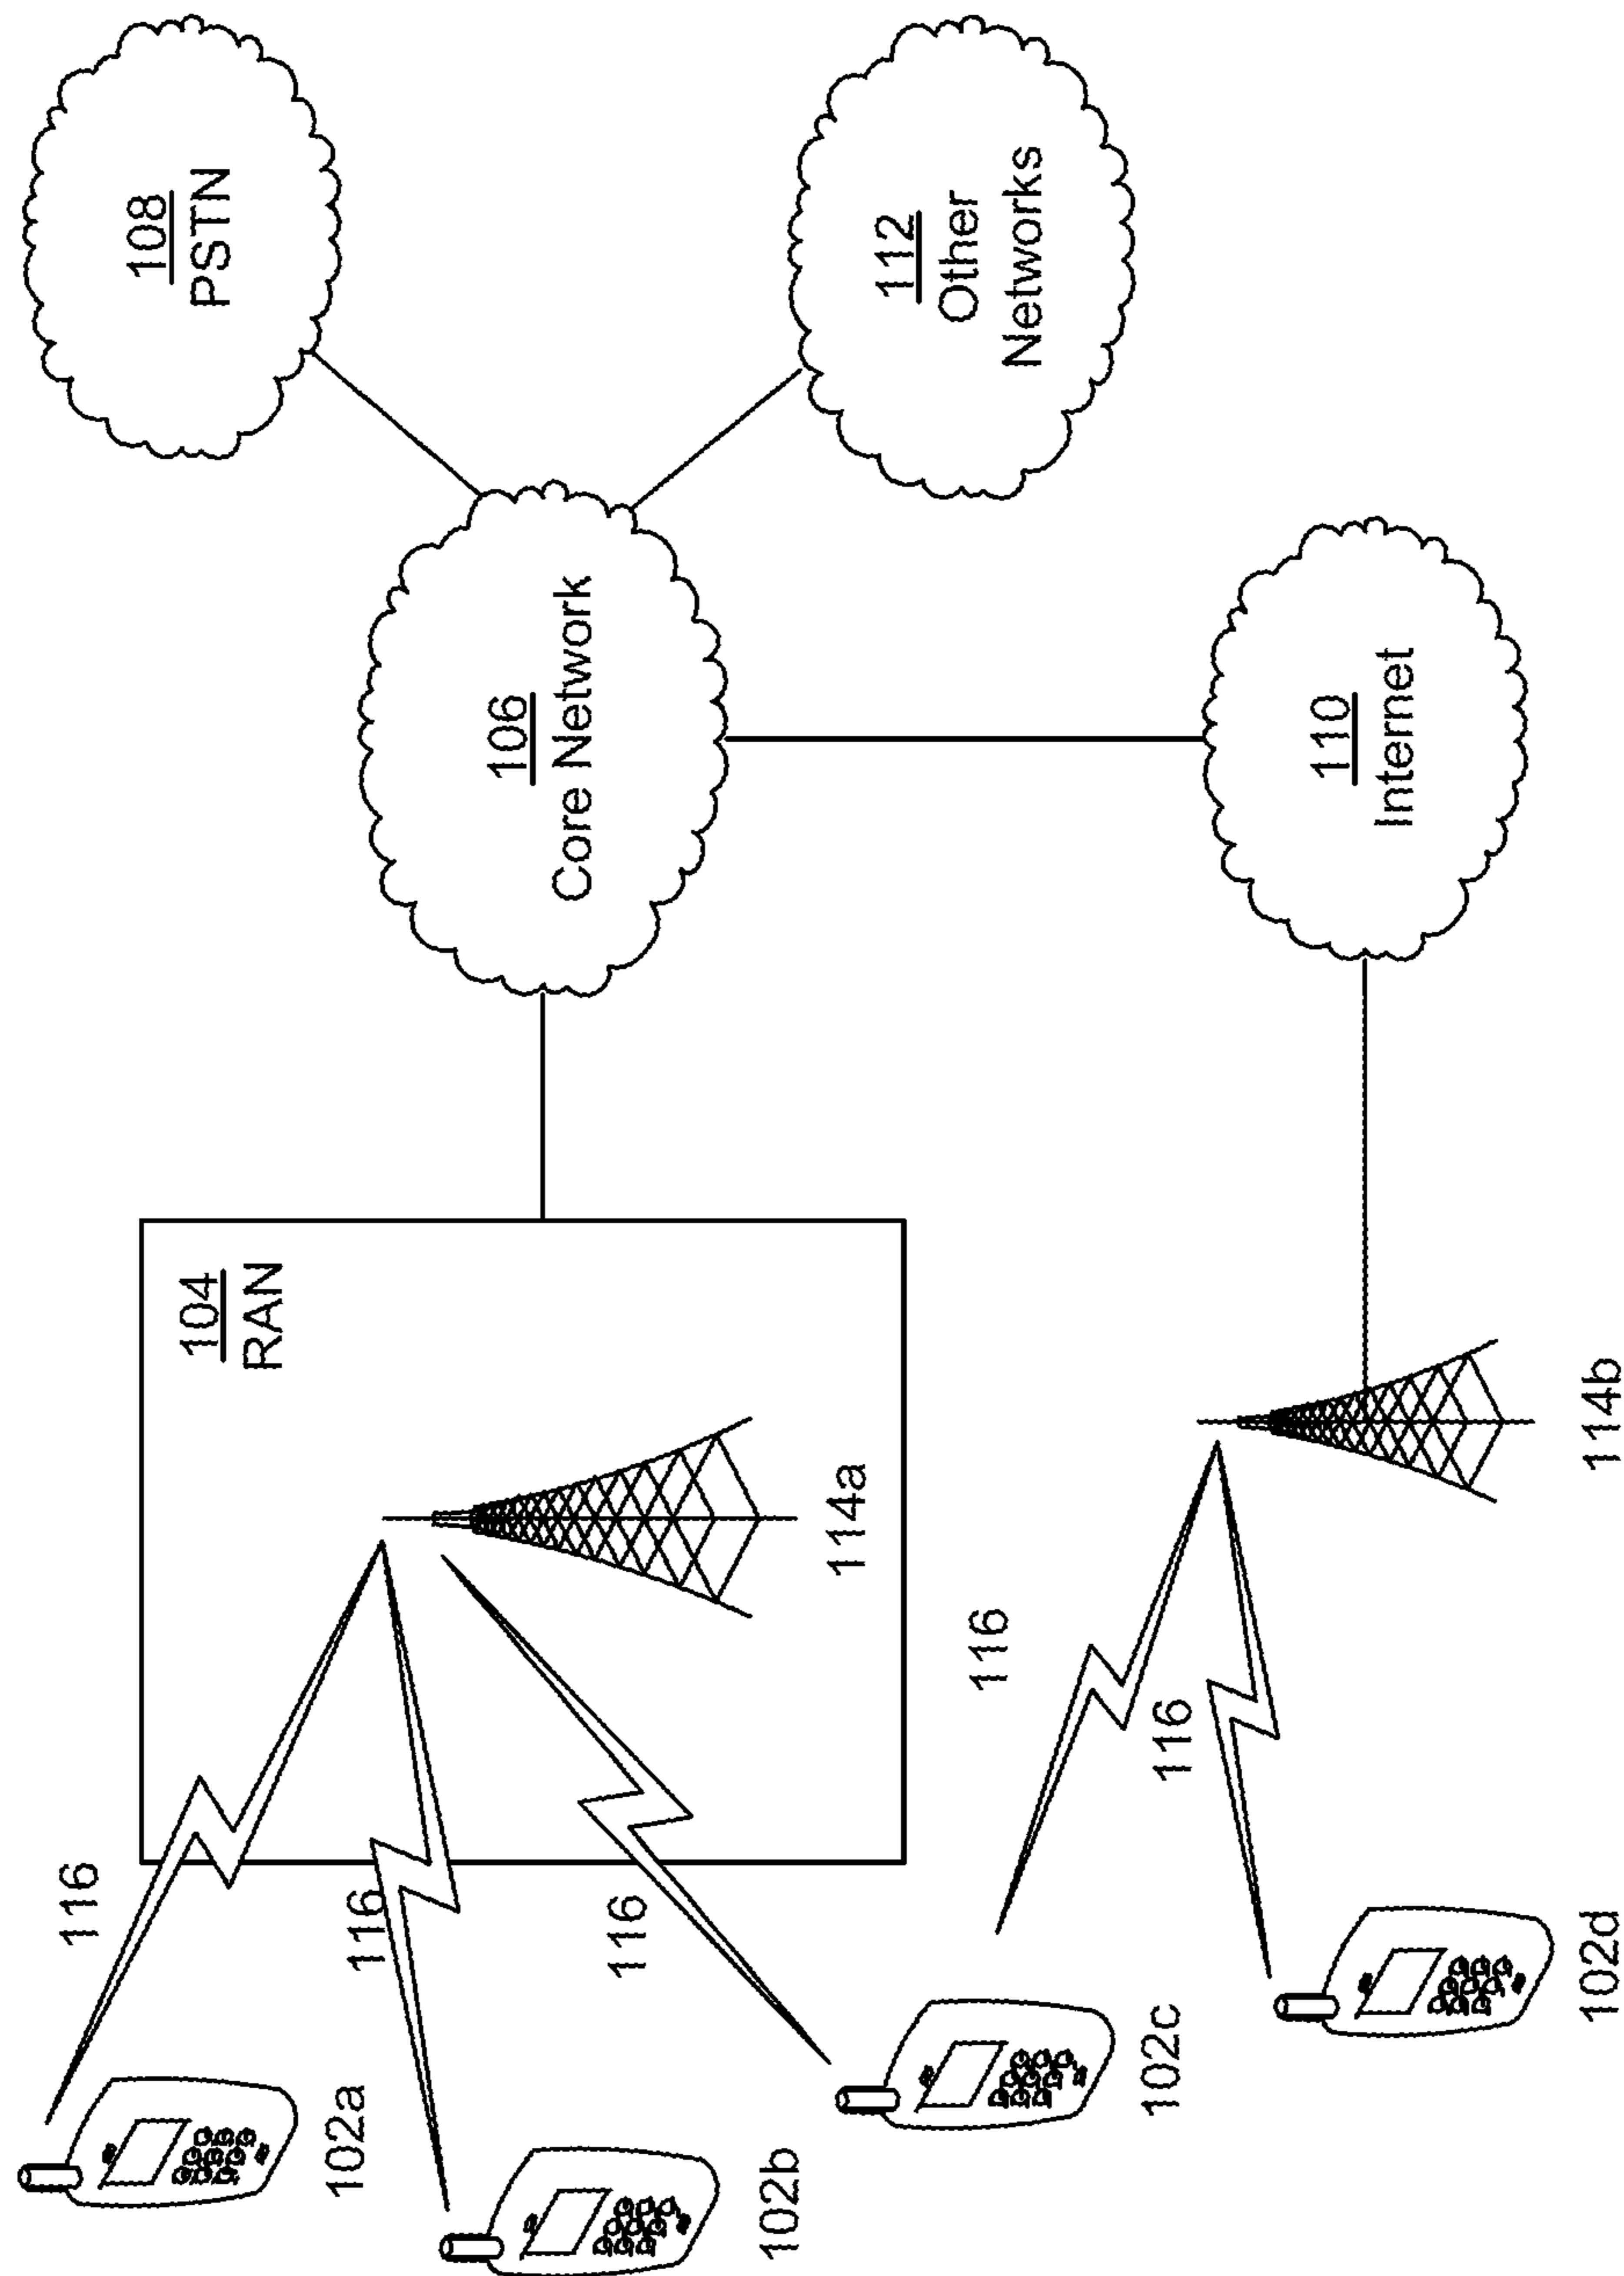 102a
116
102b
116
116
102c
116
116
102d
104
RAN
114a
114b
106
Core Network
110
Internet
108
PSTN
112
Other
Networks